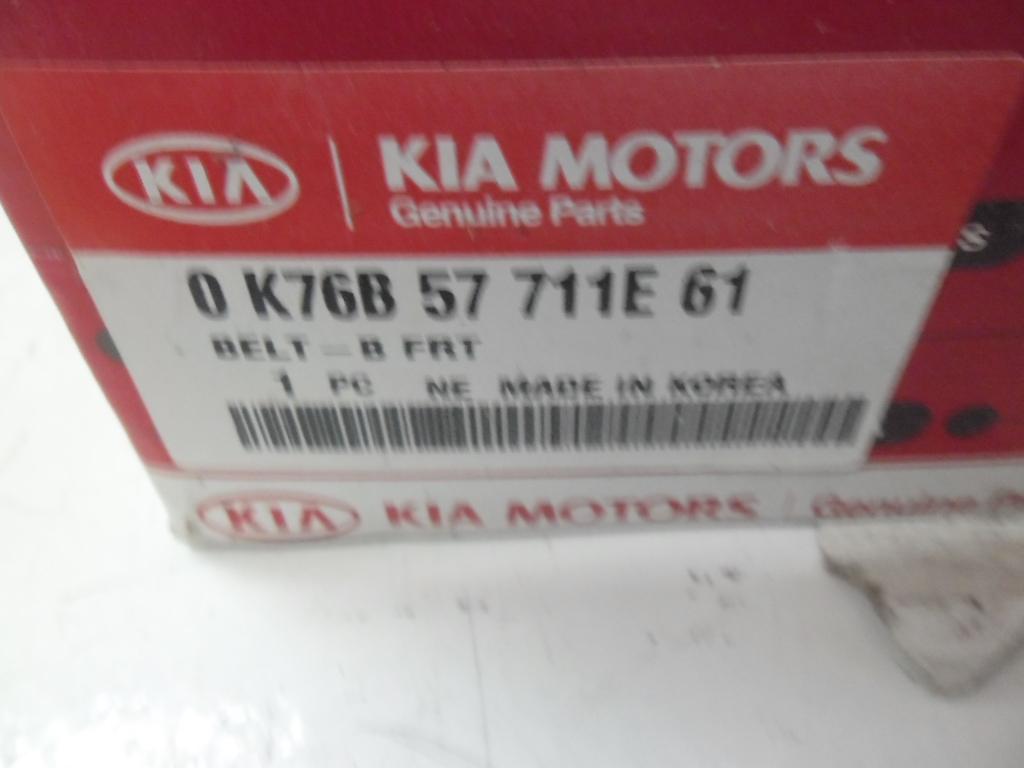 KIA KIA MOTORS
Genuine Parts
s
0 K76B 57 711E 61
BELT-B FRT
1 PC NE MADE IN KOREA
KIA KIA MOTORS Genuine